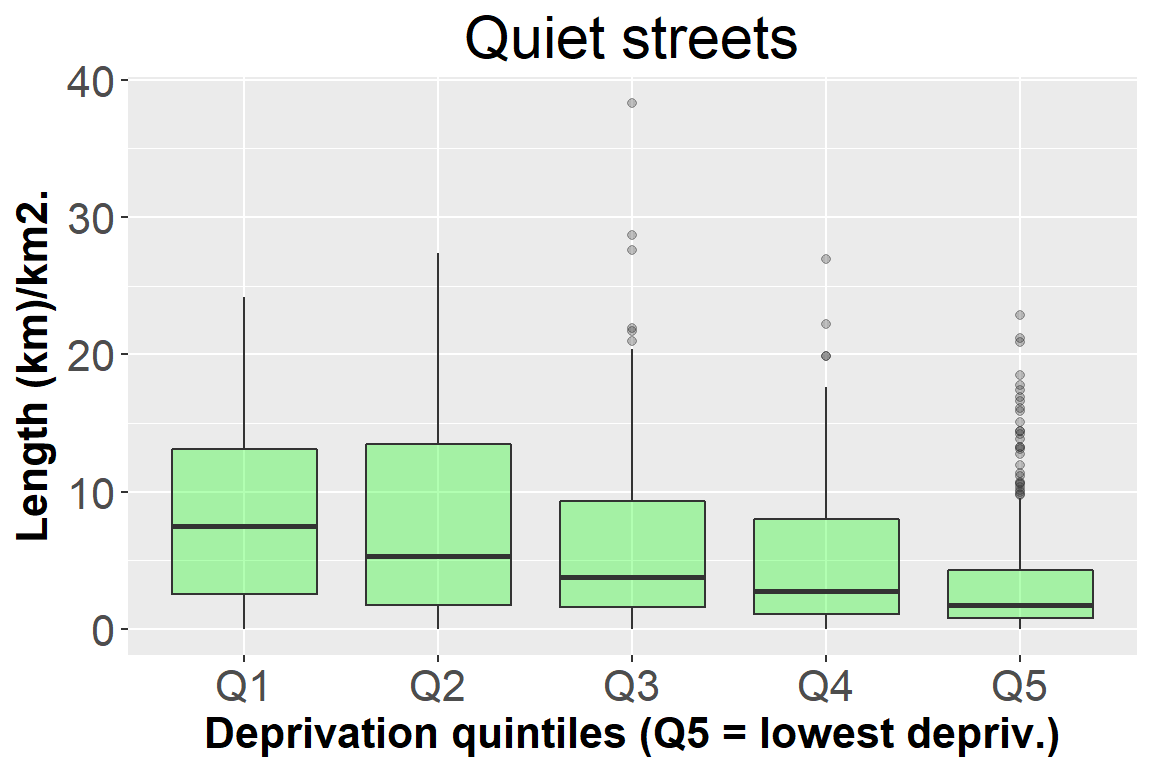 Quiet streets
Length (km)/km2.
40
30
20
10
0
Q1 Q2 Q3 Q4 Q5
Deprivation quintiles (Q5 = lowest depriv.)